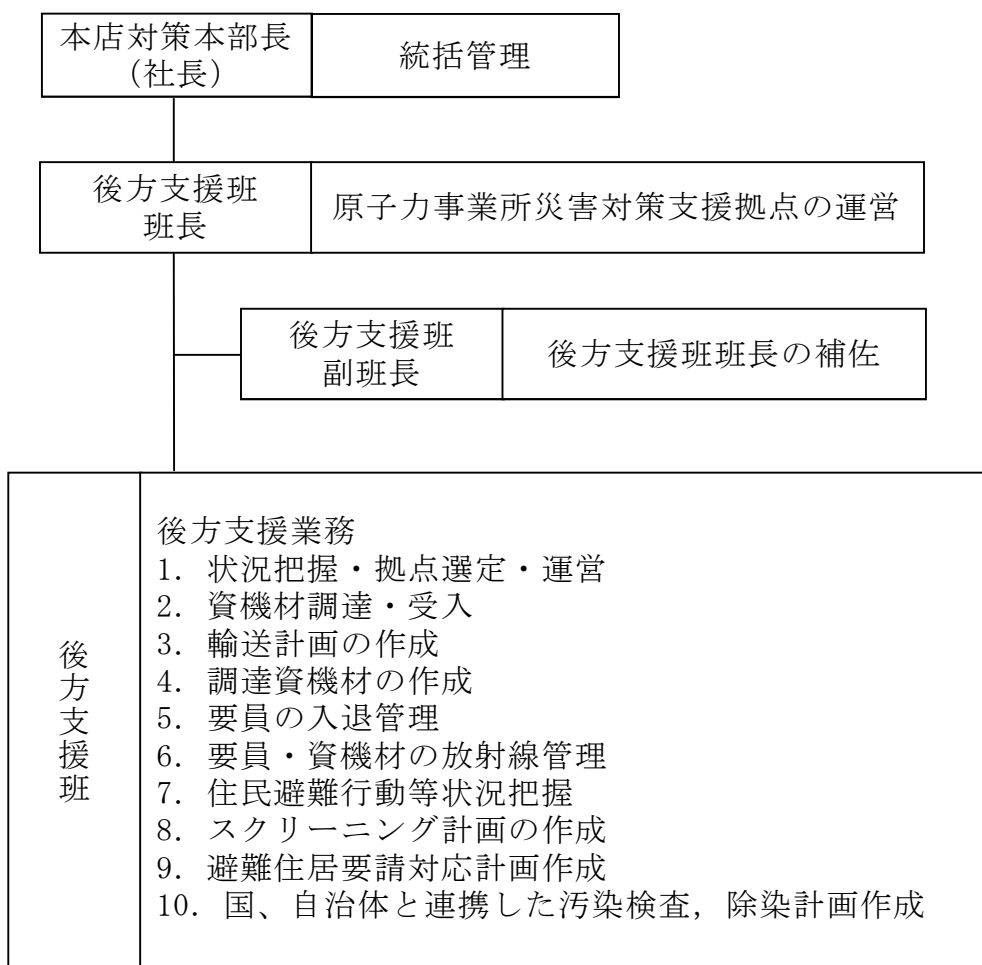 本店対策本部長
(社長)
統括管理
後方支援班
班長
原子力事業所災害対策支援拠点の運営
後方支援班
副班長
後方支援班班長の補佐
後方支援班
後方支援業務
1. 状況把握・拠点選定・運営
2. 資機材調達・受入
3. 輸送計画の作成
4. 調達資機材の作成
5. 要員の入退管理
6. 要員・資機材の放射線管理
7. 住民避難行動等状況把握
8. スクリーニング計画の作成
9. 避難住居要請対応計画作成
10. 国、自治体と連携した汚染検査, 除染計画作成